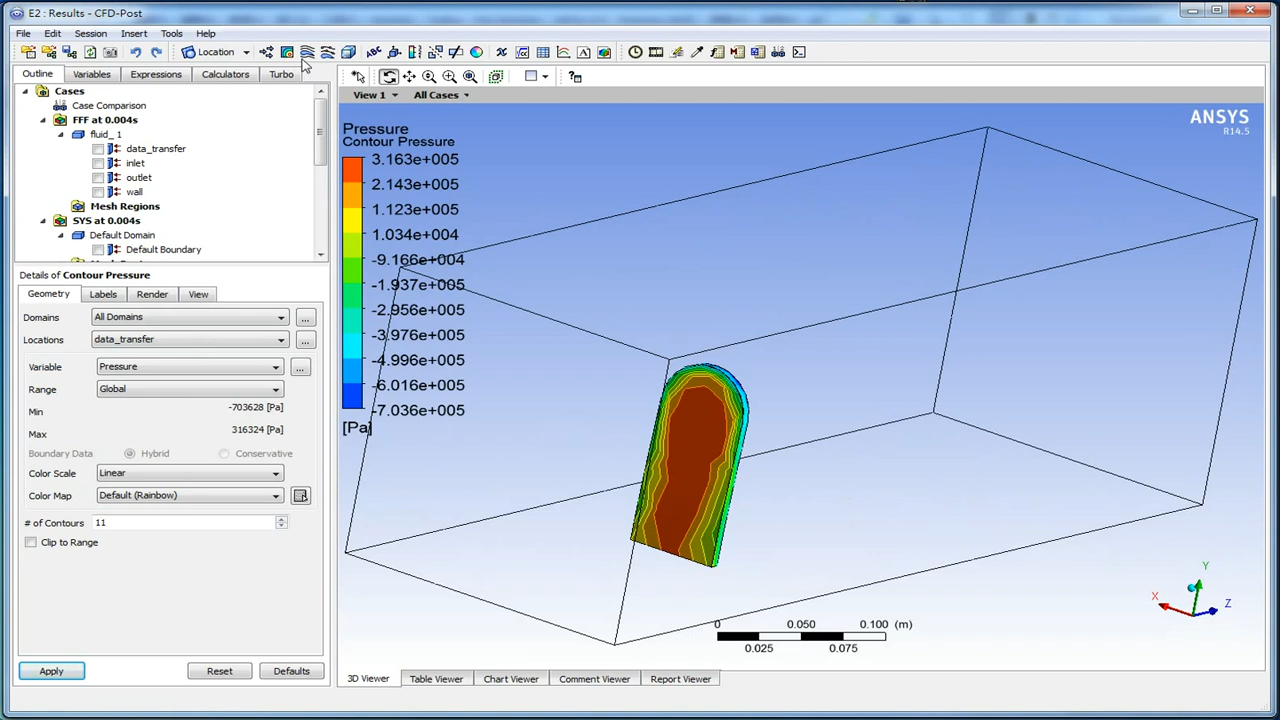 E2 : Results - CFD-Post
File Edit Session Insert Tools Help
Location
Outline Variables Expressions Calculators Turbo
Cases
Case Comparison
FFF at 0.004s
fluid_ 1
data_transfer
inlet
outlet
wall
Mesh Regions
SYS at 0.004s
Default Domain
Default Boundary
Details of Contour Pressure
Geometry Labels Render View
Domains All Domains ...
Locations data_transfer ...
Variable Pressure ...
Range Global
Min -703628 [Pa]
Max 316324 [Pa]
Boundary Data Hybrid Conservative
Color Scale Linear
Color Map Default (Rainbow)
# of Contours 11
Clip to Range
Apply Reset Defaults
View 1 All Cases
Pressure
Contour Pressure
3.163e+005
2.143e+005
1.123e+005
1.034e+004
-9.166e+004
-1.937e+005
-2.956e+005
-3.976e+005
-4.996e+005
-6.016e+005
-7.036e+005
[Pa]
ANSYS
R14.5
Y
X
Z
0 0.050 0.100 (m)
0.025 0.075
3D Viewer Table Viewer Chart Viewer Comment Viewer Report Viewer